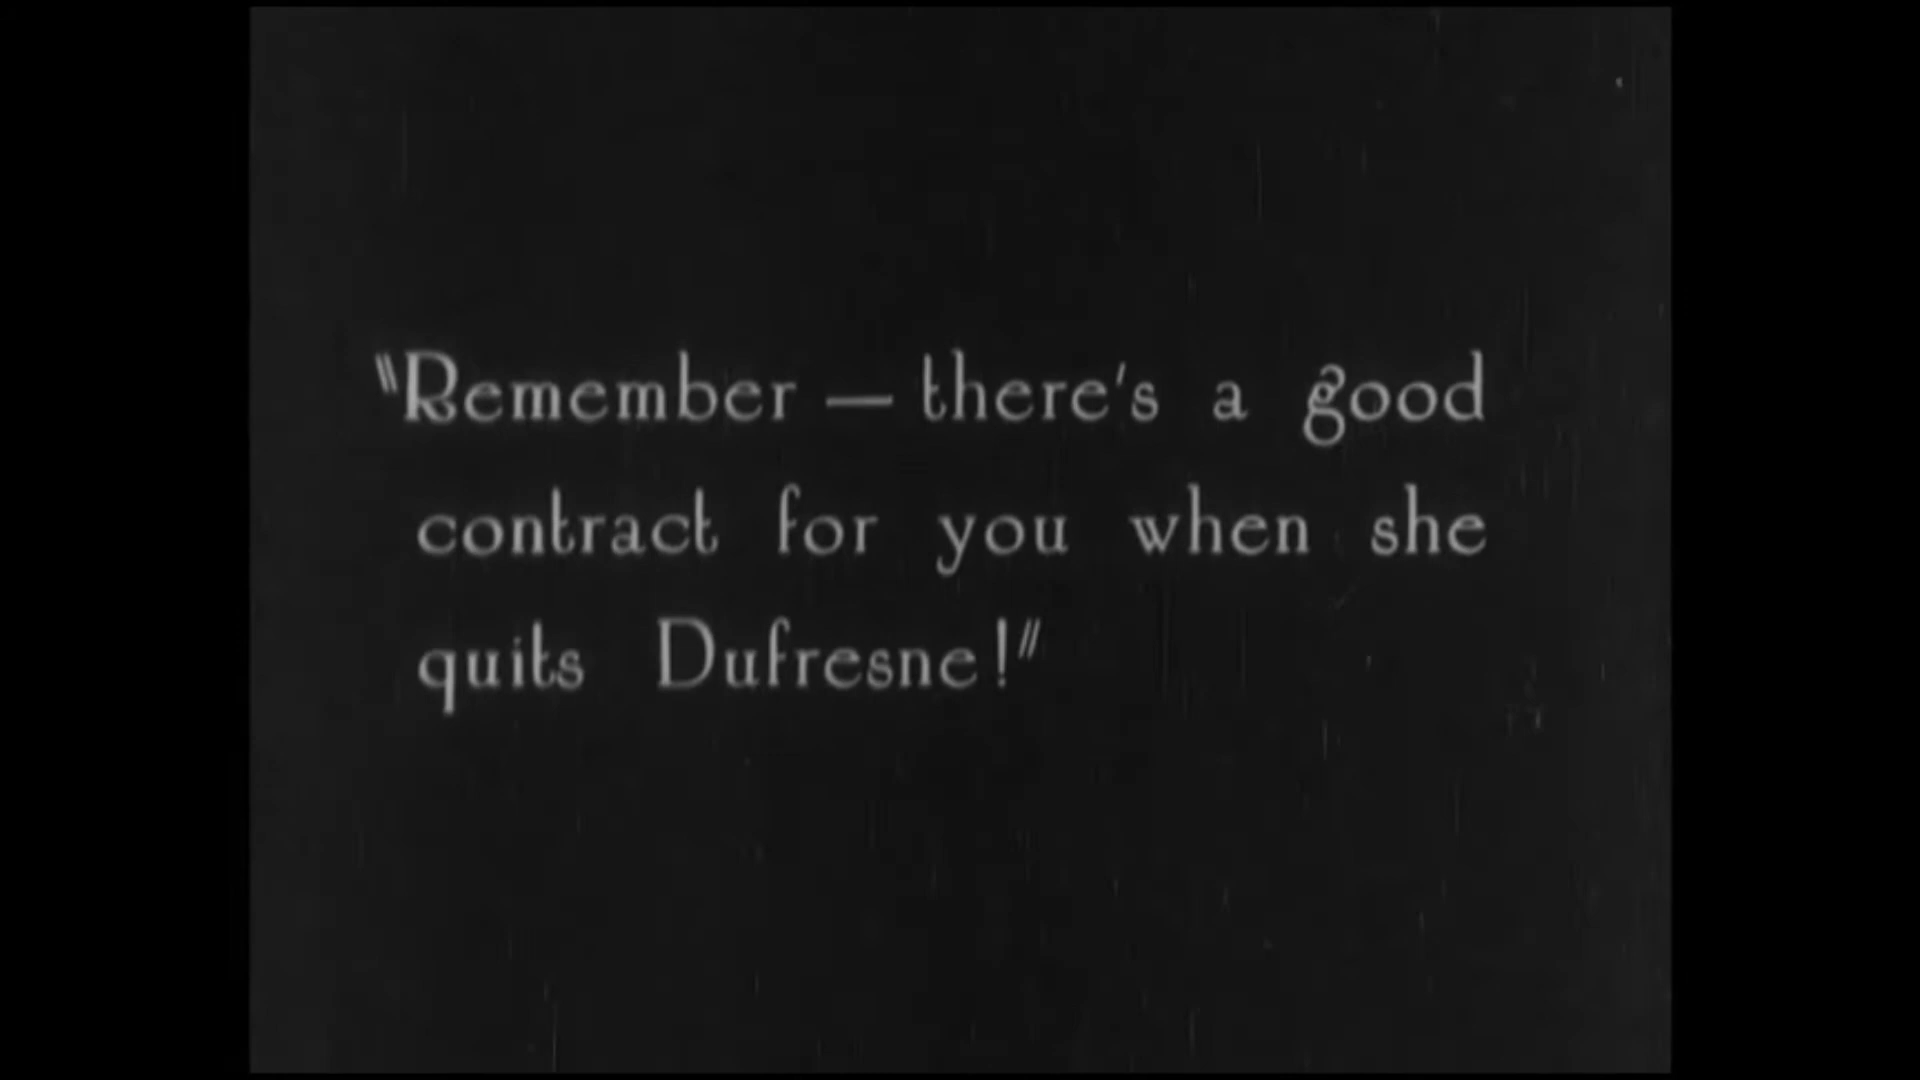 "Remember — there's a good
contract for you when she
quits Dufresne!"